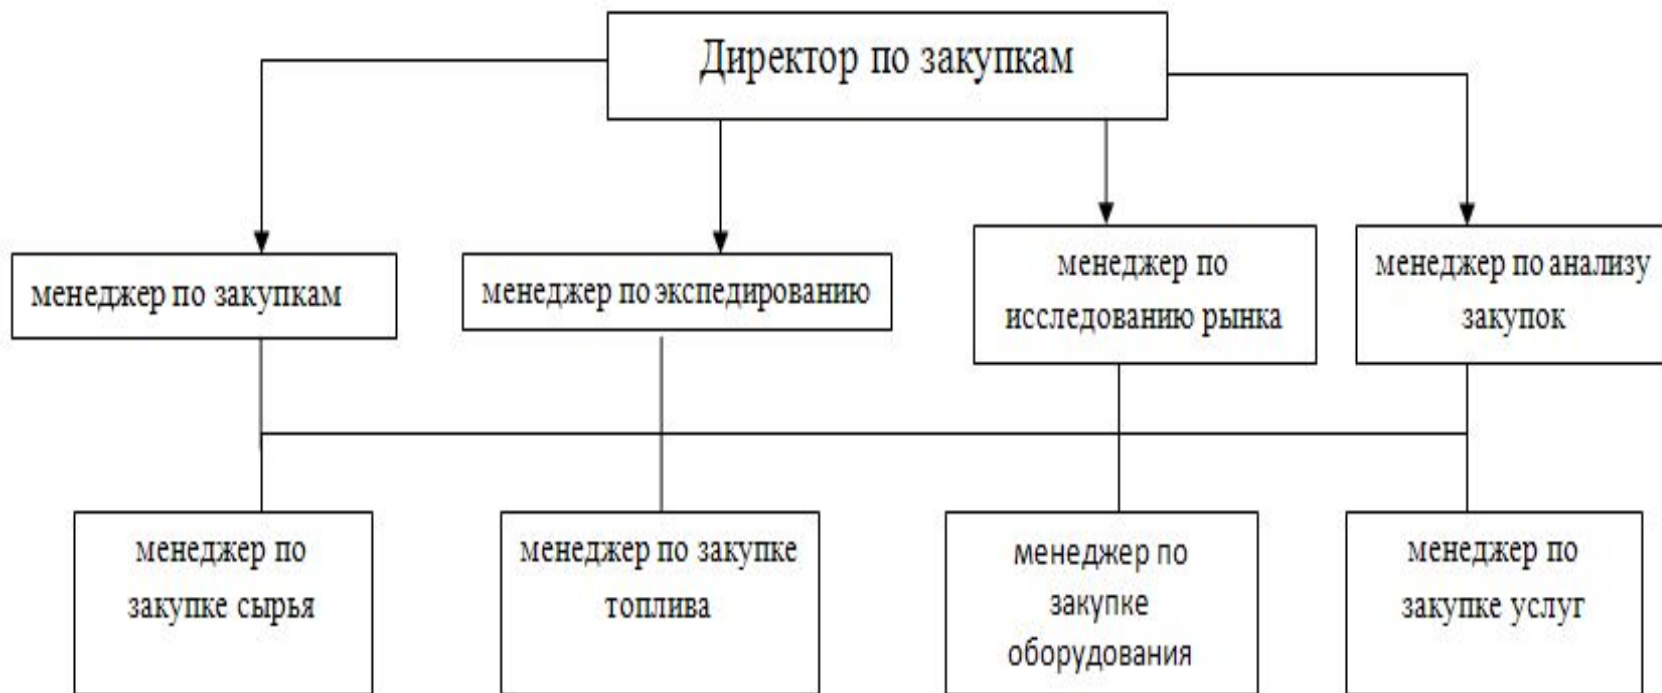 Директор по закупкам
менеджер по закупкам
менеджер по экспедированию
менеджер по
исследованию рынка
менеджер по анализу
закупок
менеджер по
закупке сырья
менеджер по закупке
топлива
менеджер по
закупке
оборудования
менеджер по
закупке услуг